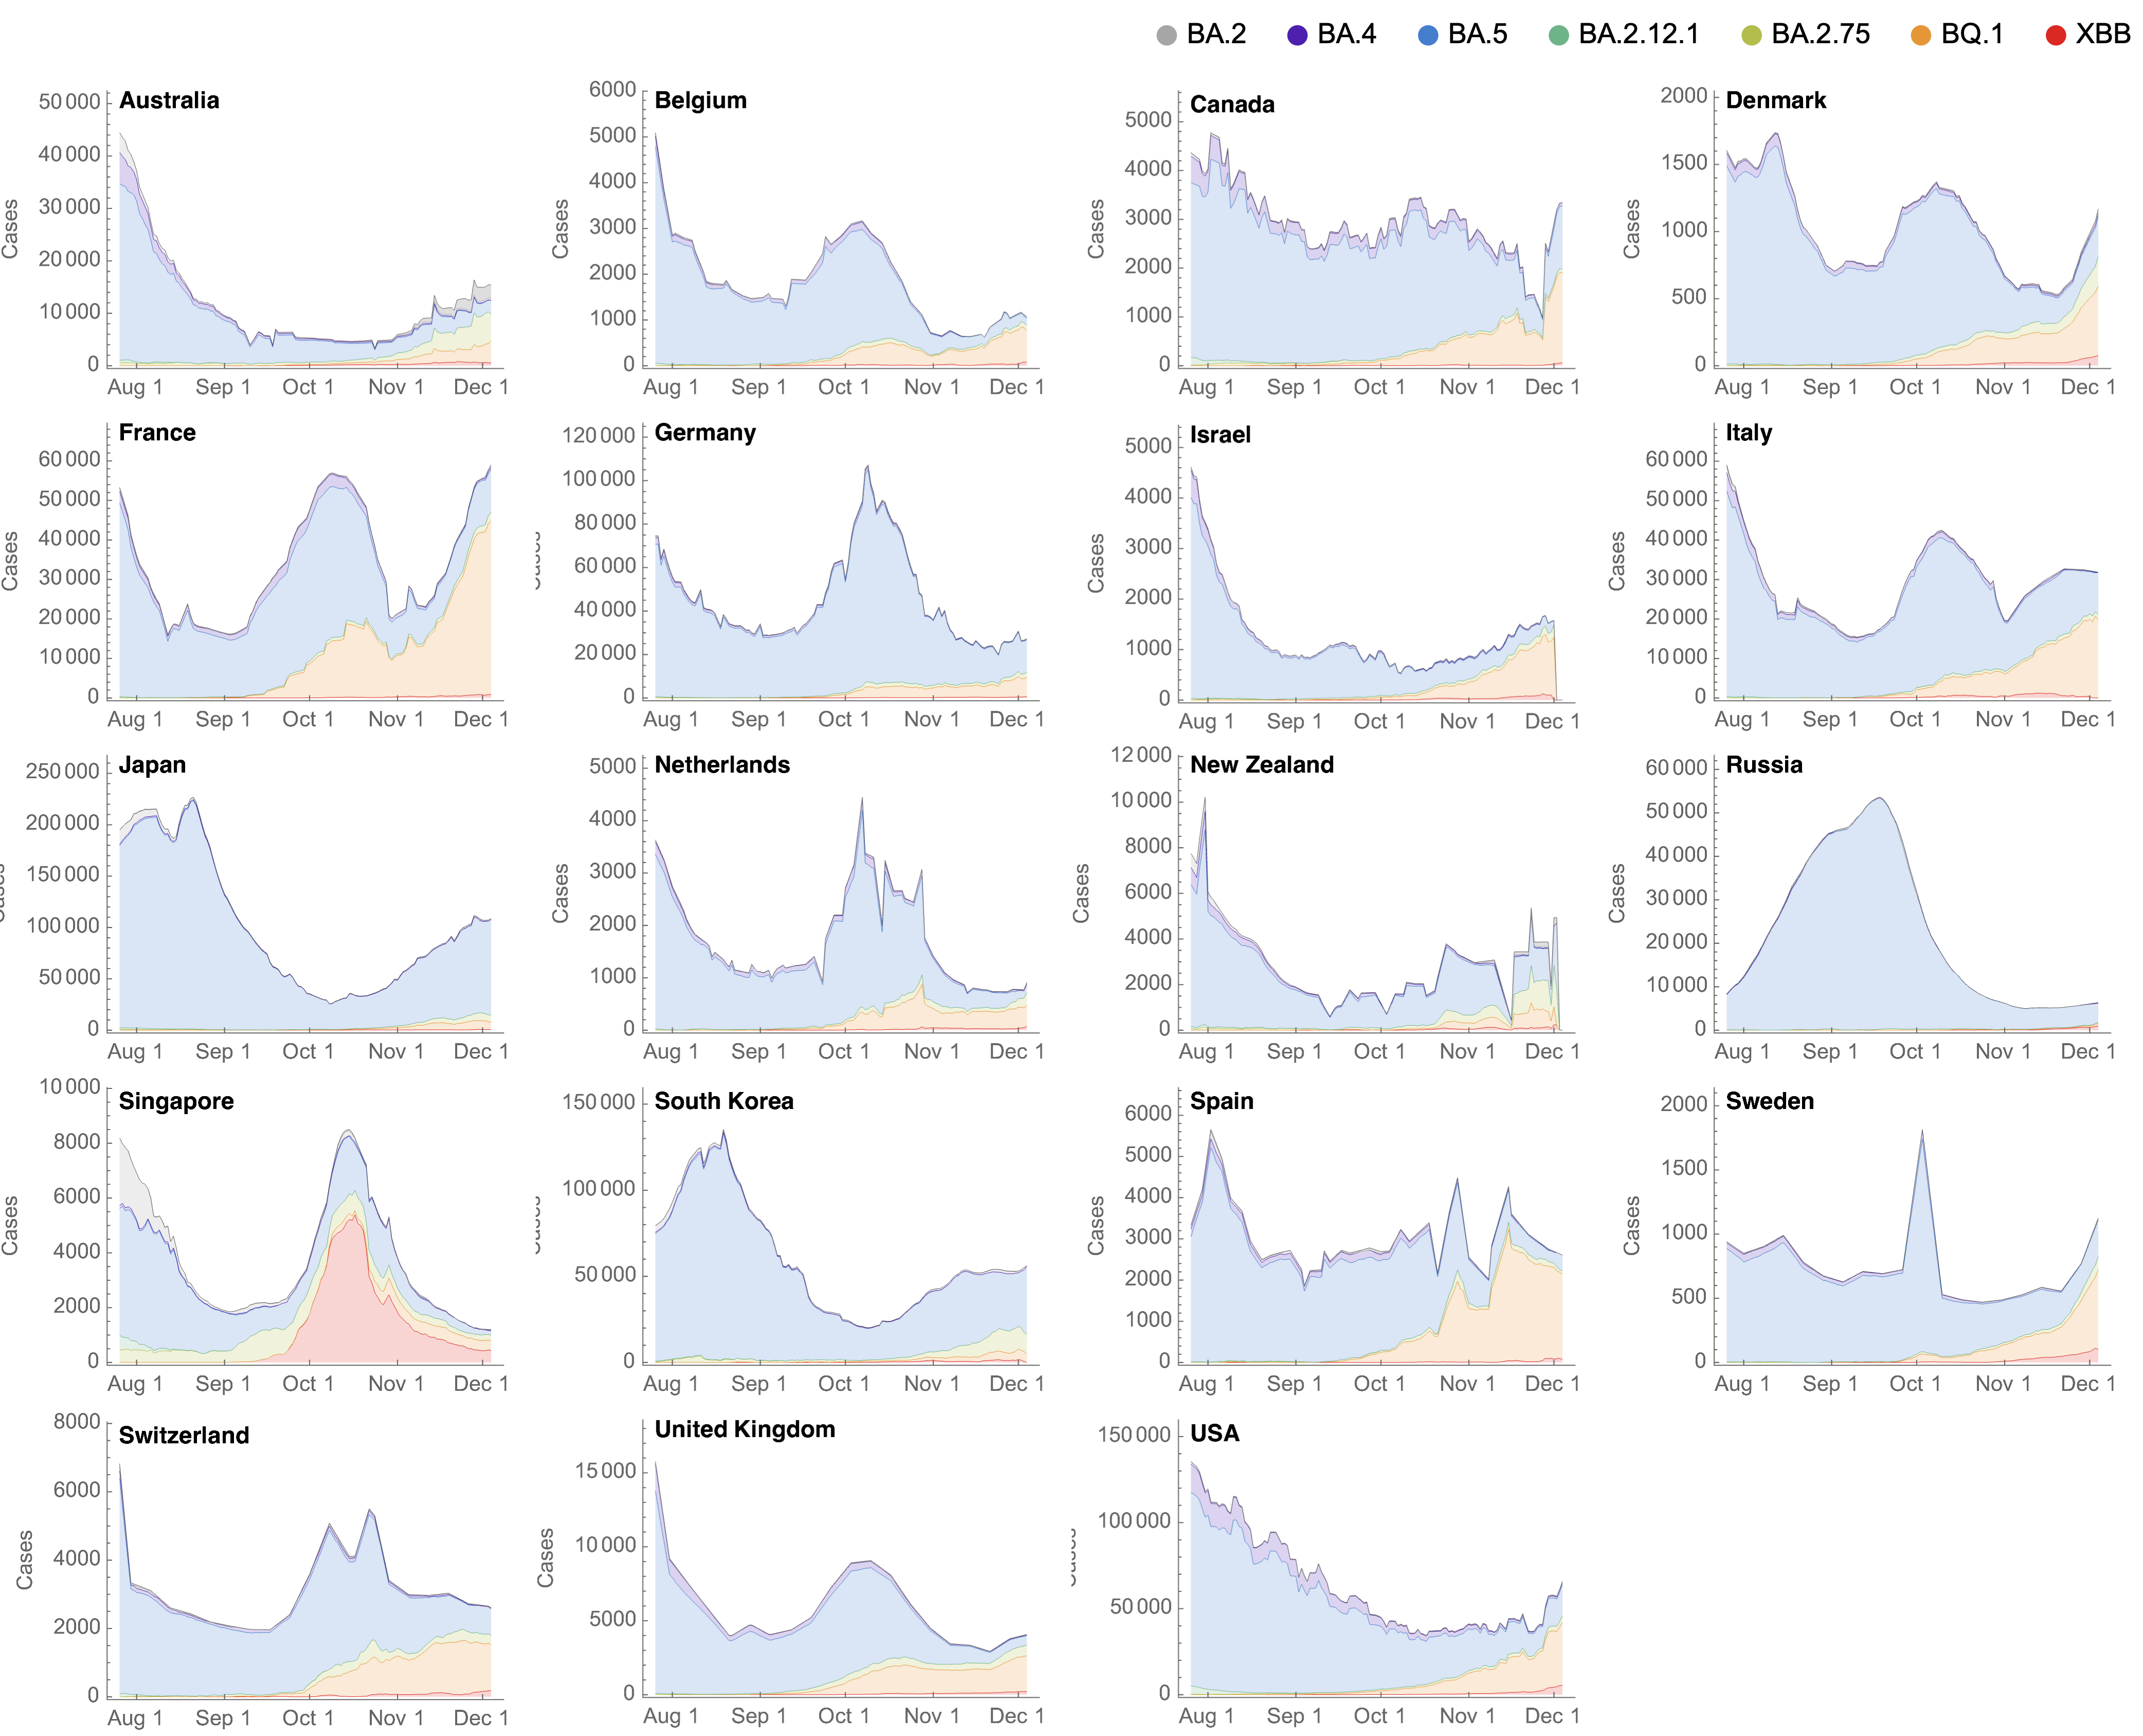 BA.2 BA.4 BA.5 BA.2.12.1 BA.2.75 BQ.1 XBB
Australia
Cases
50 000
40 000
30 000
20 000
10 000
0
Aug 1 Sep 1 Oct 1 Nov 1 Dec 1
Belgium
Cases
6000
5000
4000
3000
2000
1000
0
Aug 1 Sep 1 Oct 1 Nov 1 Dec 1
Canada
Cases
5000
4000
3000
2000
1000
0
Aug 1 Sep 1 Oct 1 Nov 1 Dec 1
Denmark
Cases
2000
1500
1000
500
0
Aug 1 Sep 1 Oct 1 Nov 1 Dec 1
France
Cases
60 000
50 000
40 000
30 000
20 000
10 000
0
Aug 1 Sep 1 Oct 1 Nov 1 Dec 1
Germany
Cases
120 000
100 000
80 000
60 000
40 000
20 000
0
Aug 1 Sep 1 Oct 1 Nov 1 Dec 1
Israel
Cases
5000
4000
3000
2000
1000
0
Aug 1 Sep 1 Oct 1 Nov 1 Dec 1
Italy
Cases
60 000
50 000
40 000
30 000
20 000
10 000
0
Aug 1 Sep 1 Oct 1 Nov 1 Dec 1
Japan
Cases
250 000
200 000
150 000
100 000
50 000
0
Aug 1 Sep 1 Oct 1 Nov 1 Dec 1
Netherlands
Cases
5000
4000
3000
2000
1000
0
Aug 1 Sep 1 Oct 1 Nov 1 Dec 1
New Zealand
Cases
12 000
10 000
8000
6000
4000
2000
0
Aug 1 Sep 1 Oct 1 Nov 1 Dec 1
Russia
Cases
60 000
50 000
40 000
30 000
20 000
10 000
0
Aug 1 Sep 1 Oct 1 Nov 1 Dec 1
Singapore
Cases
10 000
8000
6000
4000
2000
0
Aug 1 Sep 1 Oct 1 Nov 1 Dec 1
South Korea
Cases
150 000
100 000
50 000
0
Aug 1 Sep 1 Oct 1 Nov 1 Dec 1
Spain
Cases
6000
5000
4000
3000
2000
1000
0
Aug 1 Sep 1 Oct 1 Nov 1 Dec 1
Sweden
Cases
2000
1500
1000
500
0
Aug 1 Sep 1 Oct 1 Nov 1 Dec 1
Switzerland
Cases
8000
6000
4000
2000
0
Aug 1 Sep 1 Oct 1 Nov 1 Dec 1
United Kingdom
Cases
15 000
10 000
5000
0
Aug 1 Sep 1 Oct 1 Nov 1 Dec 1
USA
Cases
150 000
100 000
50 000
0
Aug 1 Sep 1 Oct 1 Nov 1 Dec 1